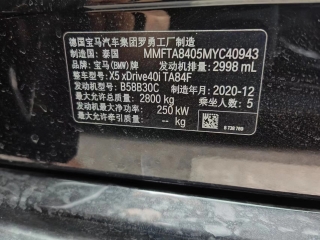 德国宝马汽车集团罗勇工厂制造
制造国: 泰国 MMFTA8405MYC40943
品牌: 宝马(BMW)牌 发动机排量: 2998 mL
整车型号: X5 xDrive40i TA84F
发动机型号: B58B30C 制造年月: 2020-12
最大允许总质量: 2800 kg 乘坐人数: 5
发动机最大净功率: 250 kW
最大允许牵引质量: -- kg